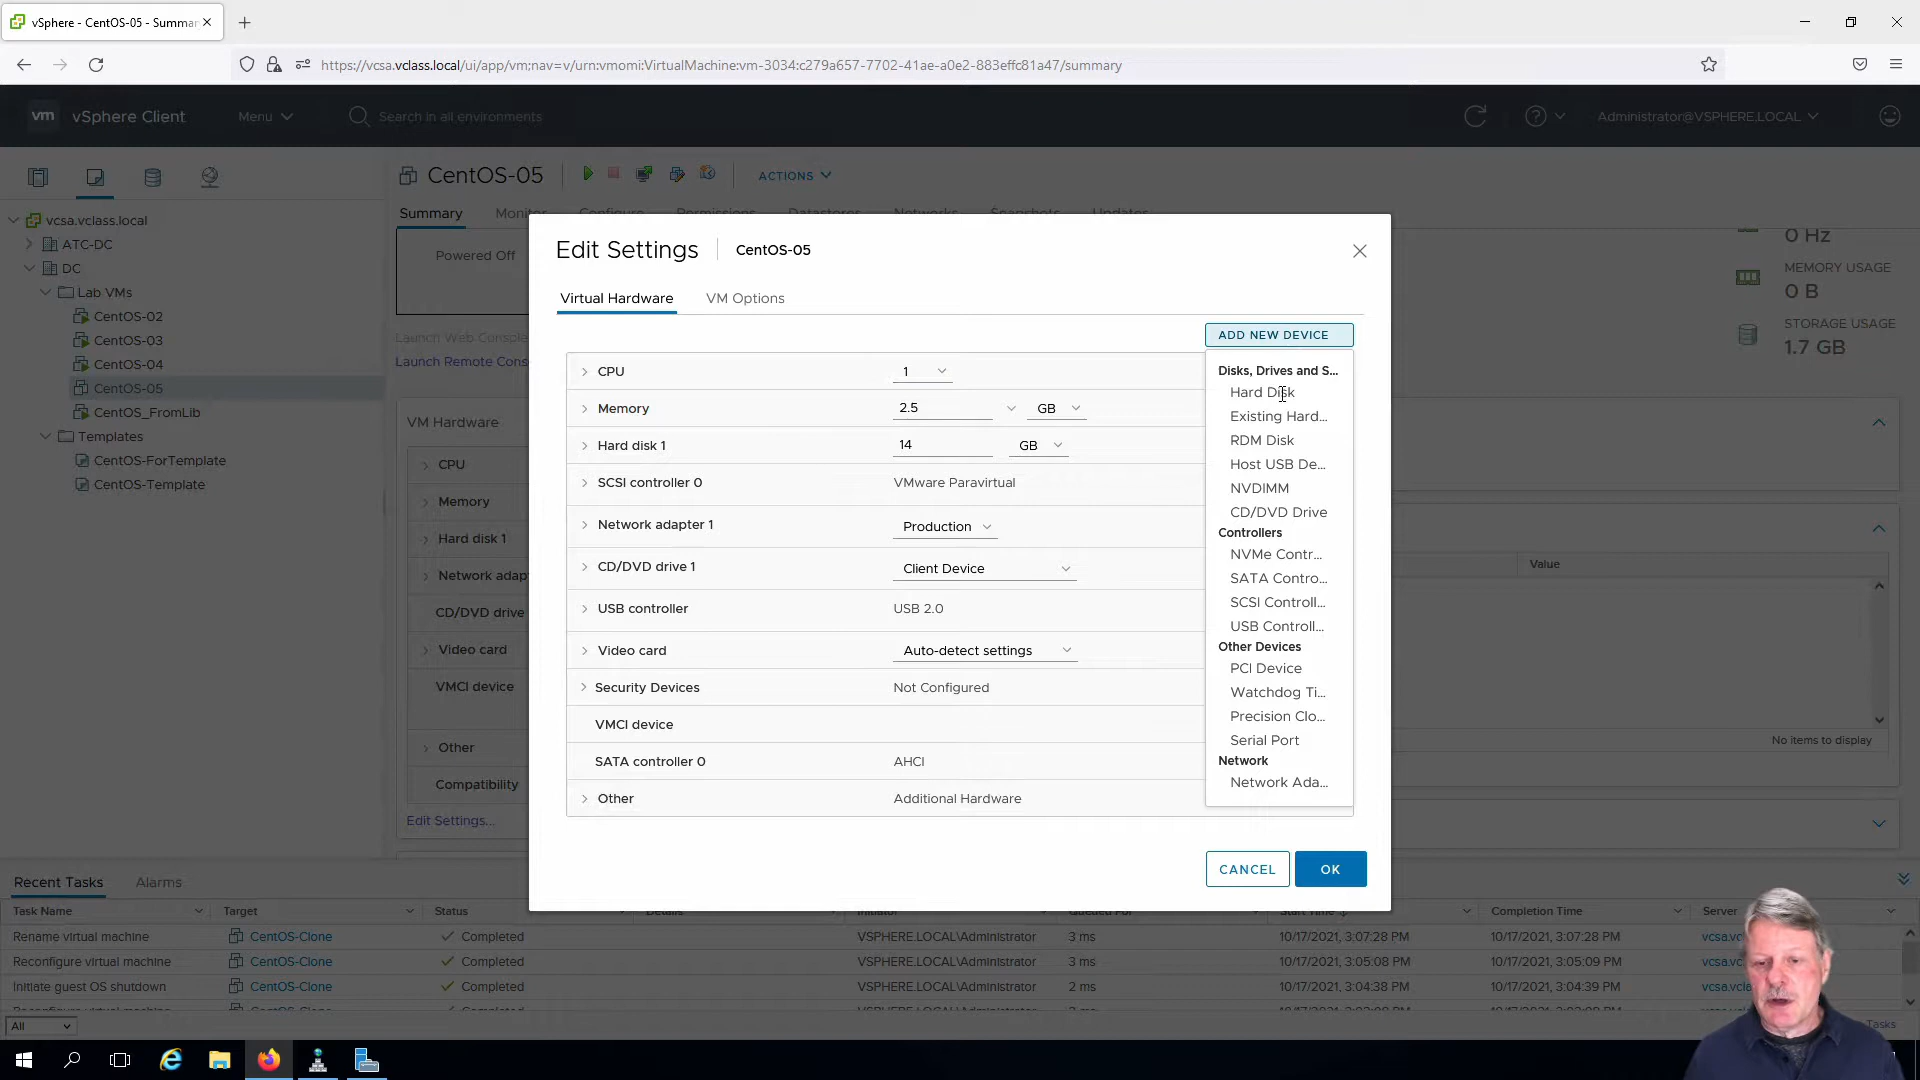 vSphere - CentOS-05 - Summar
https://vcsa.vclass.local/ui/app/vm;nav=v/urn:vmomi:VirtualMachine:vm-3034:c279a657-7702-41ae-a0e2-883effc81a47/summary
vm vSphere Client Menu Search in all environments Administrator@VSPHERE.LOCAL
CentOS-05 ACTIONS
Summary Monitor Configure Permissions Datastores Networks Snapshots Updates
vcsa.vclass.local
ATC-DC
DC
Lab VMs
CentOS-02
CentOS-03
CentOS-04
CentOS-05
CentOS_FromLib
Templates
CentOS-ForTemplate
CentOS-Template
Powered Off
Launch Web Console
Launch Remote Cons
VM Hardware
CPU
Memory
Hard disk 1
Network adap
CD/DVD drive
Video card
VMCI device
Other
Compatibility
Edit Settings...
0 Hz
MEMORY USAGE
0 B
STORAGE USAGE
1.7 GB
Value
No items to display
Edit Settings CentOS-05
Virtual Hardware VM Options
ADD NEW DEVICE
CPU 1
Memory 2.5 GB
Hard disk 1 14 GB
SCSI controller 0 VMware Paravirtual
Network adapter 1 Production
CD/DVD drive 1 Client Device
USB controller USB 2.0
Video card Auto-detect settings
Security Devices Not Configured
VMCI device
SATA controller 0 AHCI
Other Additional Hardware
Disks, Drives and S...
Hard Disk
Existing Hard...
RDM Disk
Host USB De...
NVDIMM
CD/DVD Drive
Controllers
NVMe Contr...
SATA Contro...
SCSI Controll...
USB Controll...
Other Devices
PCI Device
Watchdog Ti...
Precision Clo...
Serial Port
Network
Network Ada...
CANCEL OK
Recent Tasks Alarms
Task Name Target Status Details Initiator Queued For Start Time Completion Time Server
Rename virtual machine CentOS-Clone Completed VSPHERE.LOCAL\Administrator 3 ms 10/17/2021, 3:07:28 PM 10/17/2021, 3:07:28 PM vcsa.vc
Reconfigure virtual machine CentOS-Clone Completed VSPHERE.LOCAL\Administrator 3 ms 10/17/2021, 3:05:08 PM 10/17/2021, 3:05:09 PM vcsa.vc
Initiate guest OS shutdown CentOS-Clone Completed VSPHERE.LOCAL\Administrator 2 ms 10/17/2021, 3:04:38 PM 10/17/2021, 3:04:39 PM vcsa.vcla
All
Tasks